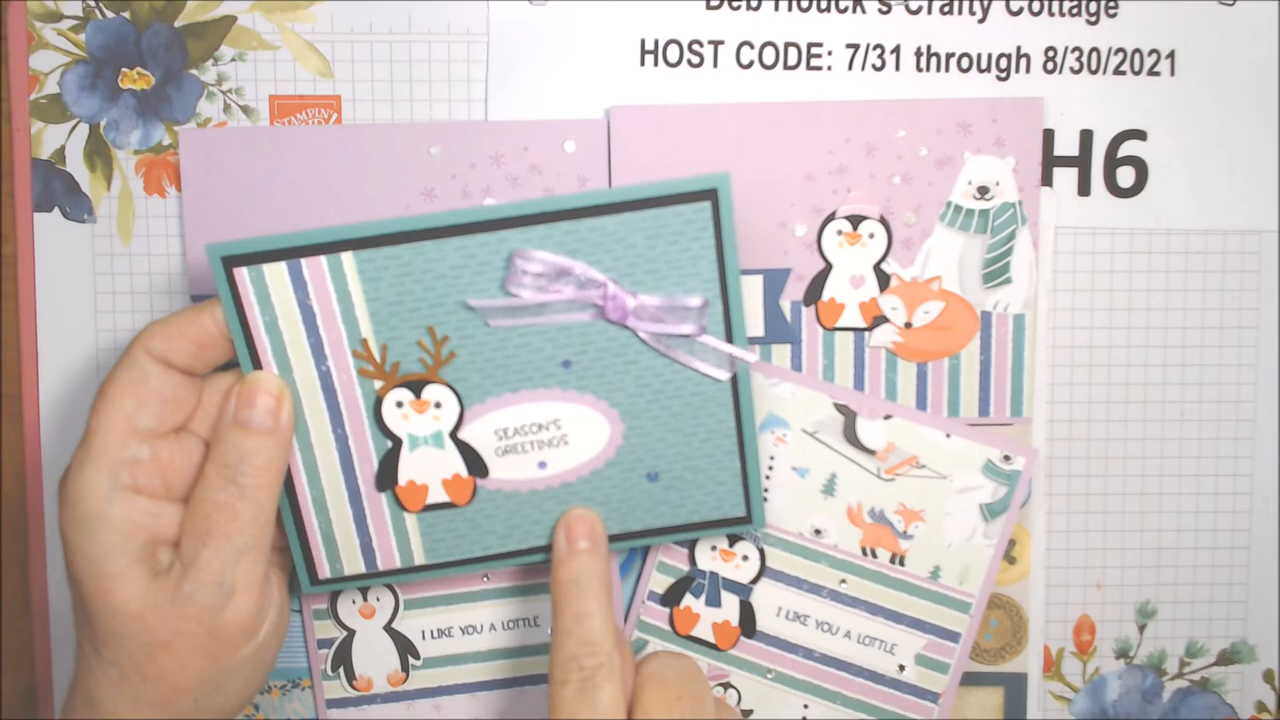 Deb Houck's Crafty Cottage
HOST CODE: 7/31 through 8/30/2021
H6
STAMPIN'
SEASON'S
GREETINGS
I LIKE YOU A LOTTLE
I LIKE YOU A LOTTLE